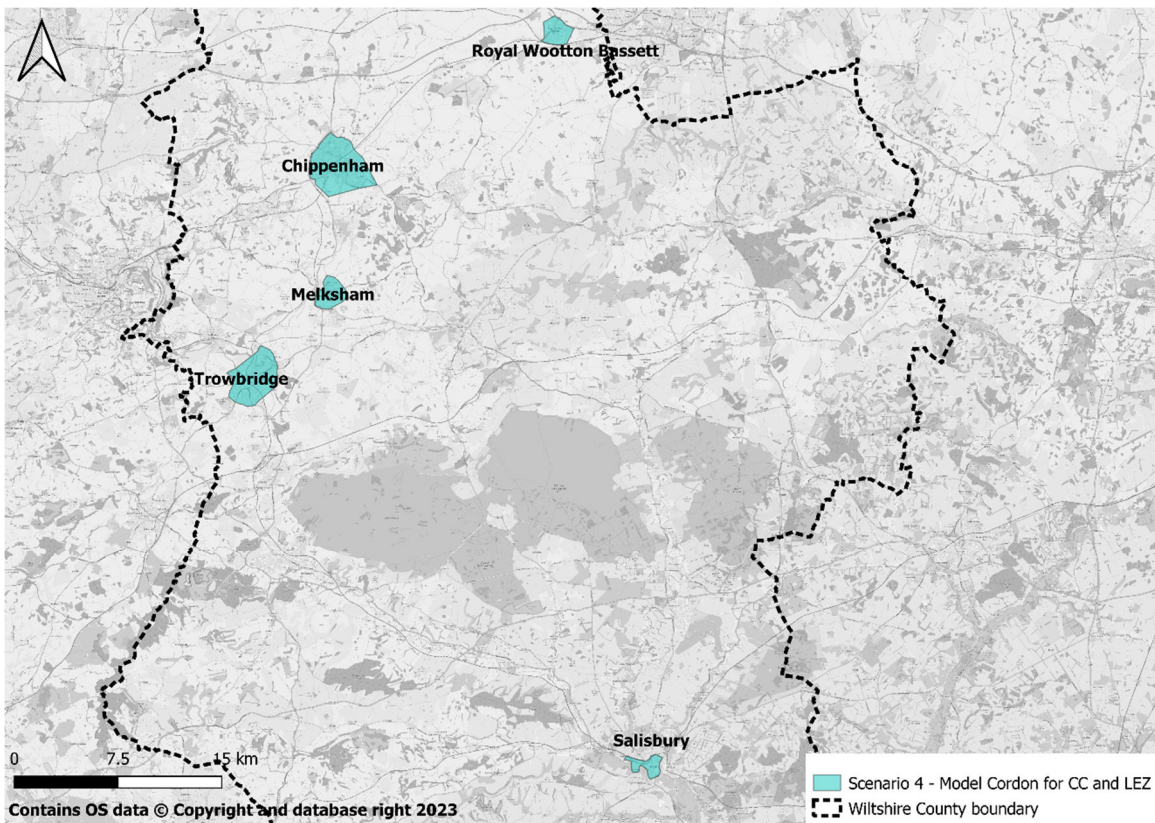 Royal Wootton Bassett
Chippenham
Melksham
Trowbridge
Salisbury
0 7.5 15 km
Contains OS data © Copyright and database right 2023
Scenario 4 - Model Cordon for CC and LEZ
Wiltshire County boundary